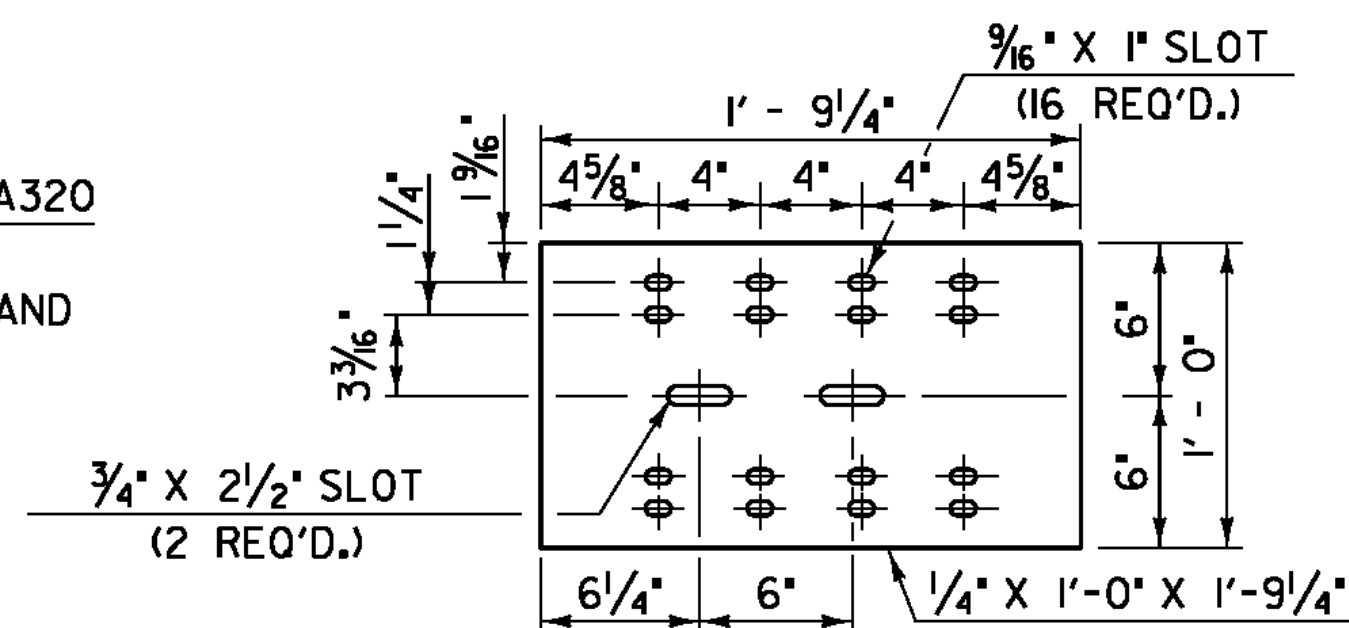 9/16" X 1" SLOT
(16 REQ'D.)
1' - 9 1/4"
4 5/8" 4" 4" 4" 4 5/8"
1 9/16"
1 1/4"
3 3/16"
A320
AND
6"
6"
1' - 0"
3/4" X 2 1/2" SLOT
(2 REQ'D.)
6 1/4" 6"
1/4" X 1'-0" X 1'-9 1/4"